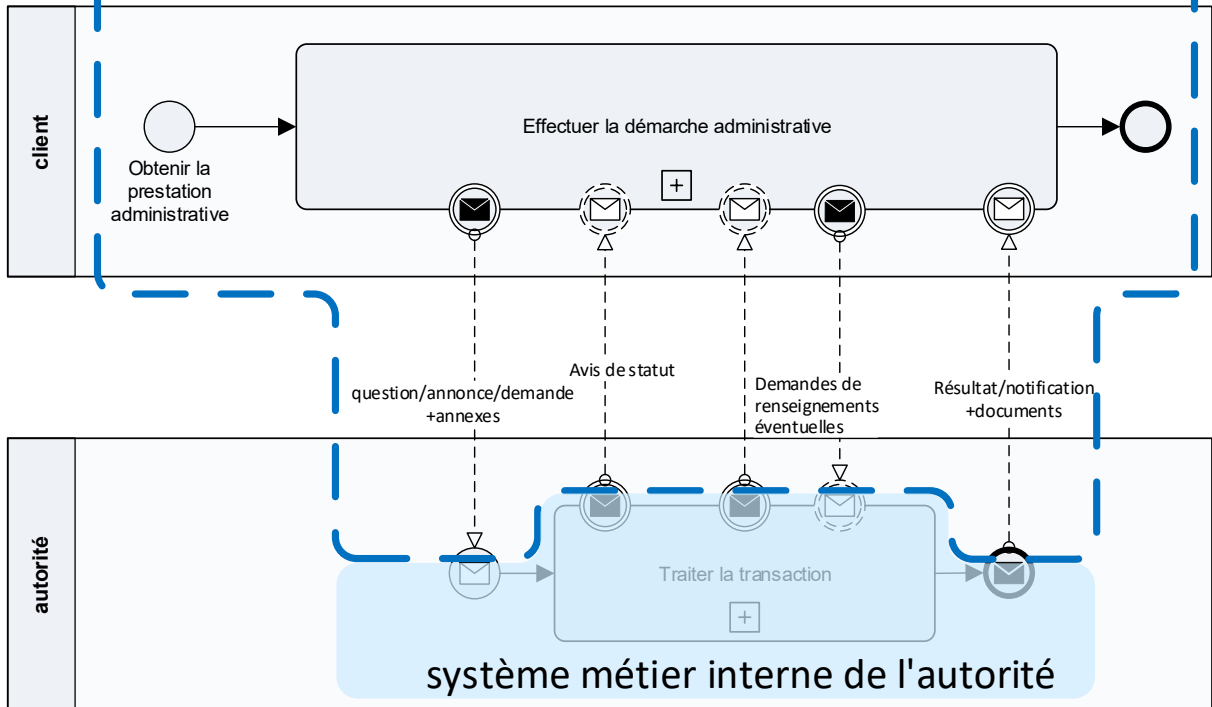 client
Effectuer la démarche administrative
Obtenir la
prestation
administrative
question/annonce/demande
+annexes
Avis de statut
Demandes de
renseignements
éventuelles
Résultat/notification
+documents
autorité
Traiter la transaction
système métier interne de l'autorité